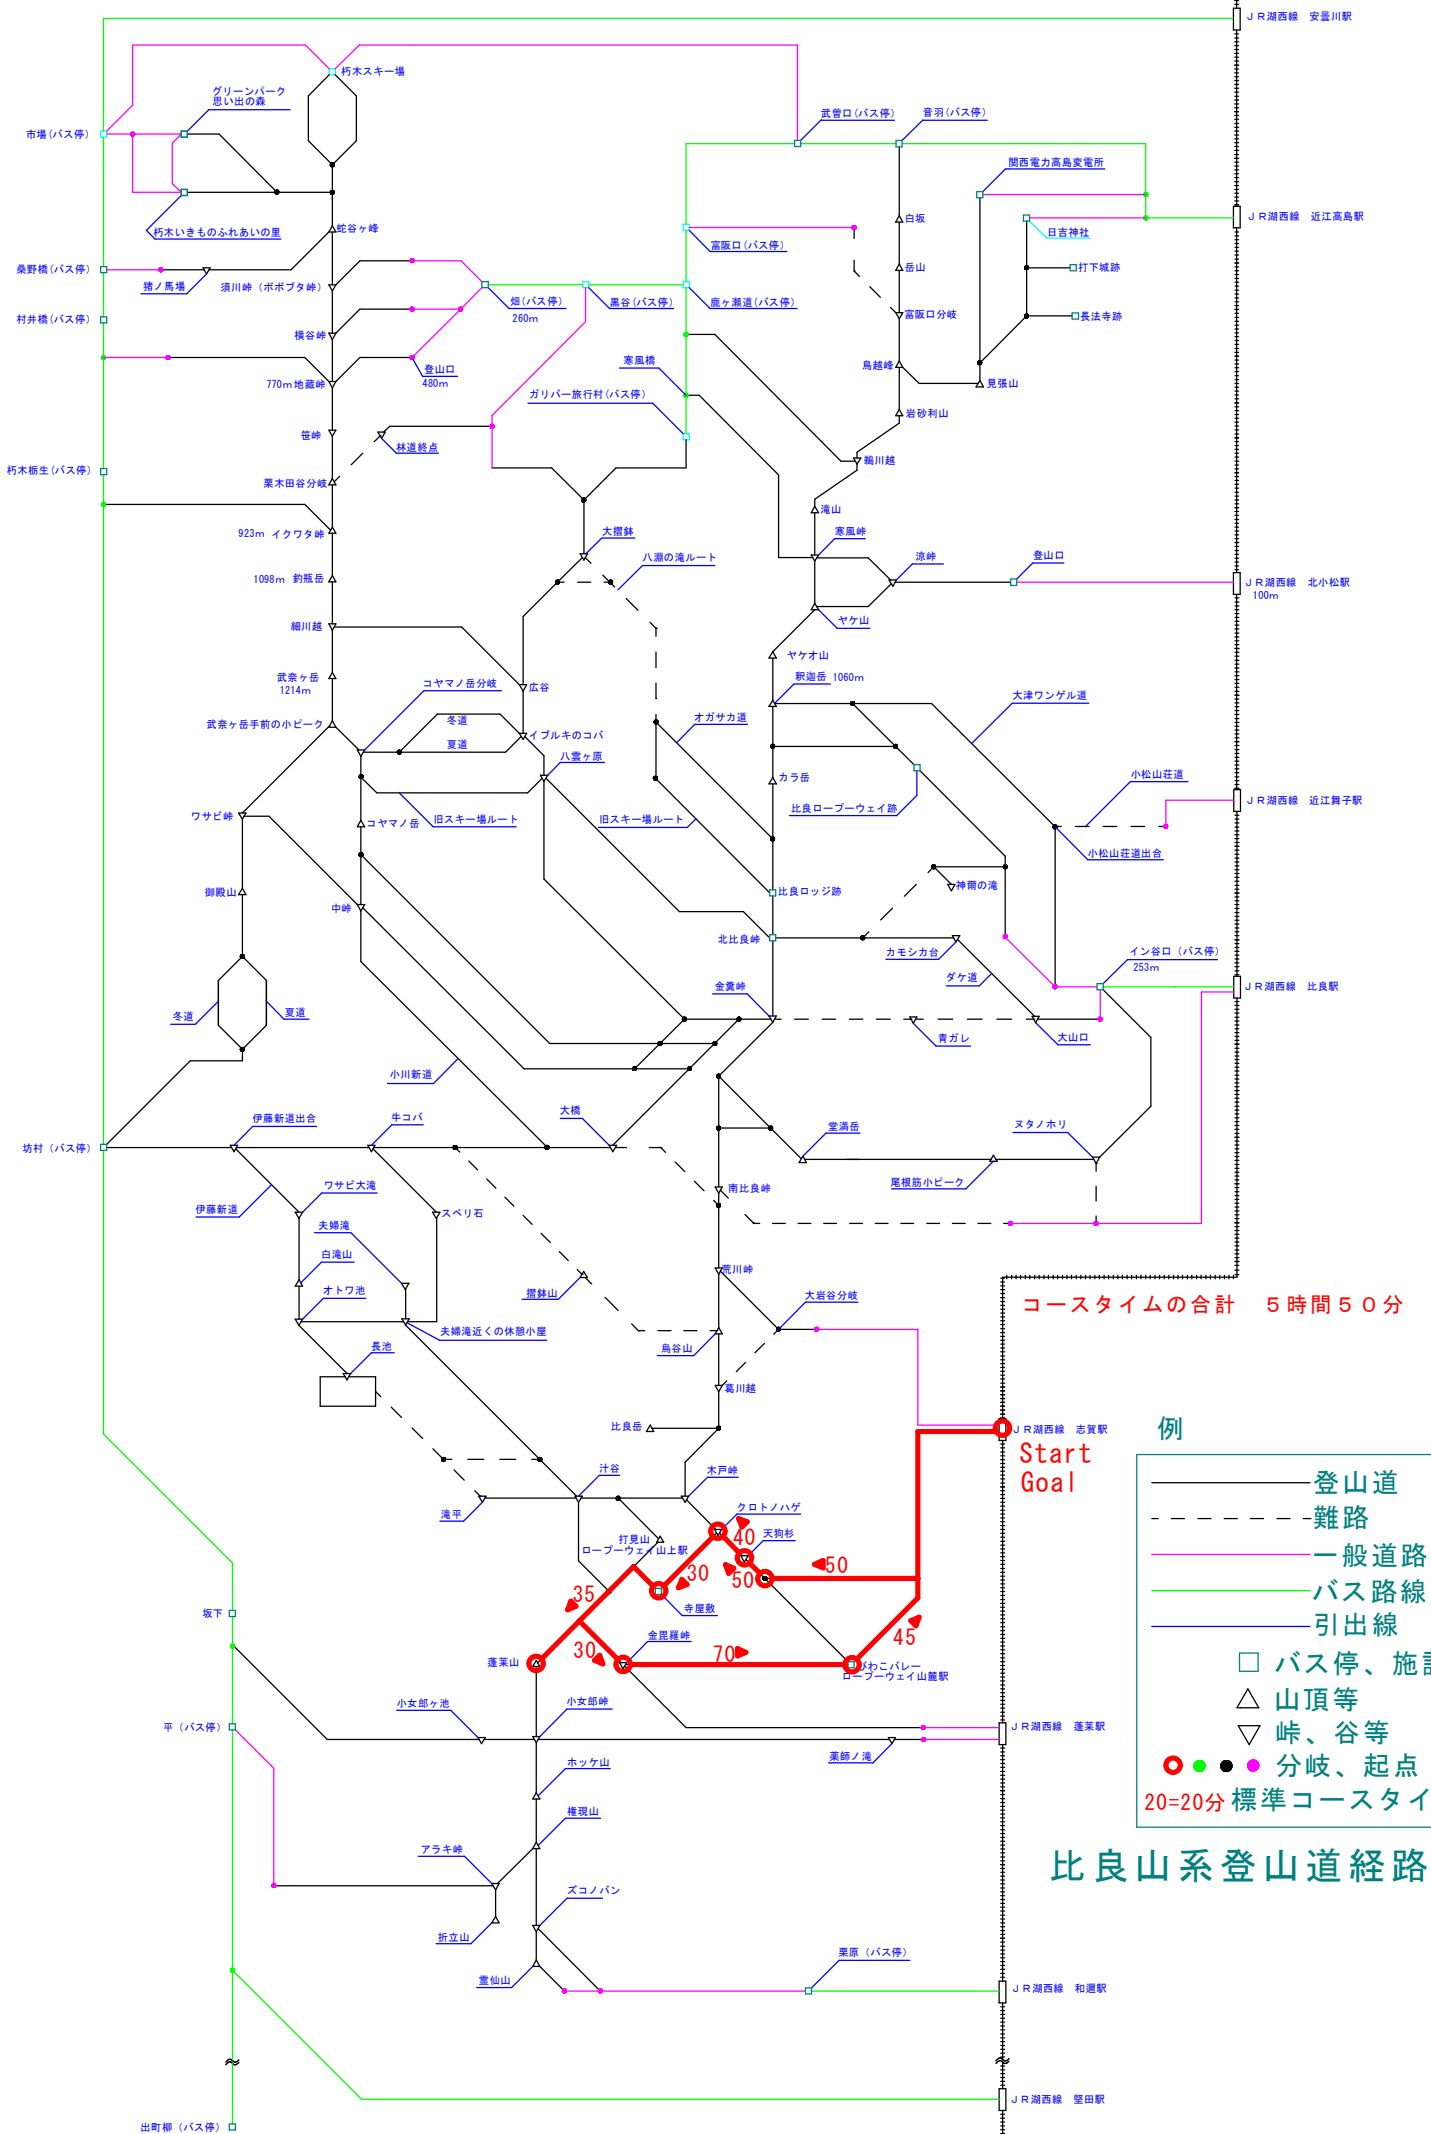 ＪＲ湖西線　安曇川駅
朽木スキー場
グリーンパーク
思い出の森
市場(バス停)
武曽口(バス停)
音羽(バス停)
関西電力高島変電所
ＪＲ湖西線　近江高島駅
日吉神社
白坂
朽木いきものふれあいの里
蛇谷ヶ峰
富阪口(バス停)
打下城跡
岳山
桑野橋(バス停)
猪ノ馬場
須川峠（ボボブタ峠）
畑(バス停)
260m
黒谷(バス停)
鹿ヶ瀬道(バス停)
富阪口分岐
長法寺跡
村井橋(バス停)
横谷峠
登山口
480m
寒風橋
鳥越峰
見張山
770m地蔵峠
ガリバー旅行村(バス停)
岩砂利山
笹峠
林道終点
鵜川越
朽木栃生(バス停)
栗木田谷分岐
滝山
923m イクワタ峠
大摺鉢
八淵の滝ルート
寒風峠
涼峠
登山口
1098m 釣瓶岳
ＪＲ湖西線　北小松駅
100m
細川越
ヤケ山
ヤケオ山
武奈ヶ岳
1214m
コヤマノ岳分岐
広谷
釈迦岳 1060m
大津ワンゲル道
武奈ヶ岳手前の小ピーク
冬道
夏道
イブルキのコバ
オガサカ道
八雲ヶ原
カラ岳
小松山荘道
比良ロープーウェイ跡
ＪＲ湖西線　近江舞子駅
ワサビ峠
コヤマノ岳
旧スキー場ルート
旧スキー場ルート
小松山荘道出合
御殿山
中峠
比良ロッジ跡
神爾の滝
北比良峠
カモシカ台
イン谷口（バス停）
253m
ダケ道
冬道
夏道
金糞峠
ＪＲ湖西線　比良駅
青ガレ
大山口
小川新道
坊村（バス停）
伊藤新道出合
牛コバ
大橋
堂満岳
ヌタノホリ
尾根筋小ピーク
伊藤新道
ワサビ大滝
スベリ石
南比良峠
夫婦滝
白滝山
オトワ池
摺鉢山
荒川峠
大岩谷分岐
コースタイムの合計　５時間５０分
夫婦滝近くの休憩小屋
長池
烏谷山
葛川越
比良岳
ＪＲ湖西線　志賀駅
Start
Goal
例
登山道
難路
一般道路
バス路線
引出線
バス停、施
山頂等
峠、谷等
分岐、起点
20=20分 標準コースタイ
比良山系登山道経路
汁谷
木戸峠
滝平
クロトノハゲ
打見山
ロープーウェイ山上駅
40
天狗杉
50
50
30
35
寺屋敷
坂下
金毘羅峠
30
70
45
蓬莱山
びわこバレー
ロープーウェイ山麓駅
小女郎ヶ池
小女郎峠
平（バス停）
ＪＲ湖西線　蓬莱駅
薬師ノ滝
ホッケ山
権現山
アラキ峠
ズコノバン
折立山
霊仙山
栗原（バス停）
ＪＲ湖西線　和邇駅
ＪＲ湖西線　堅田駅
出町柳（バス停）